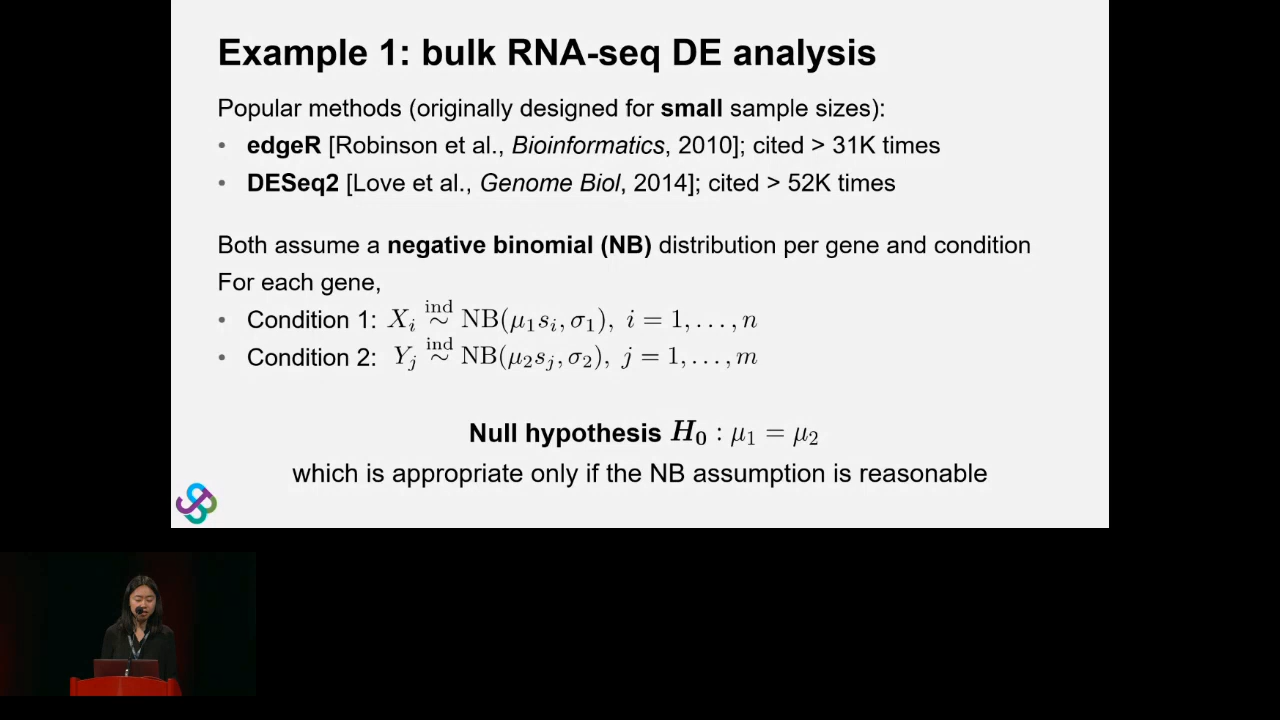 Example 1: bulk RNA-seq DE analysis
Popular methods (originally designed for small sample sizes):
• edgeR [Robinson et al., Bioinformatics, 2010]; cited > 31K times
• DESeq2 [Love et al., Genome Biol, 2014]; cited > 52K times
Both assume a negative binomial (NB) distribution per gene and condition
For each gene,
• Condition 1: X_i ind ~ NB(μ_1 s_i, σ_1), i = 1, . . . , n
• Condition 2: Y_j ind ~ NB(μ_2 s_j, σ_2), j = 1, . . . , m
Null hypothesis H_0 : μ_1 = μ_2
which is appropriate only if the NB assumption is reasonable